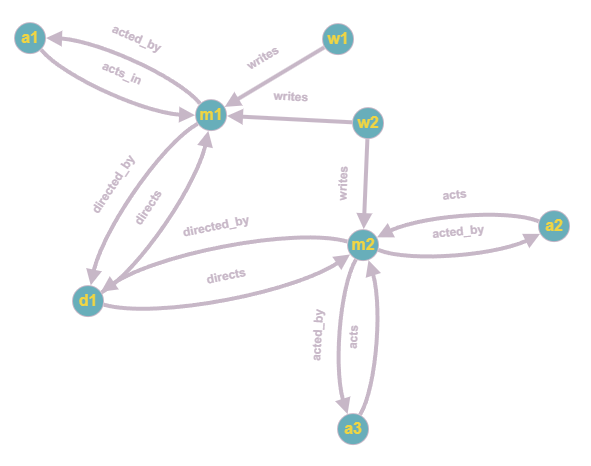 a1
acted_by
w1
writes
acts_in
writes
m1
w2
directed_by
writes
directs
acts
directed_by
a2
acted_by
m2
directs
d1
acted_by
acts
a3